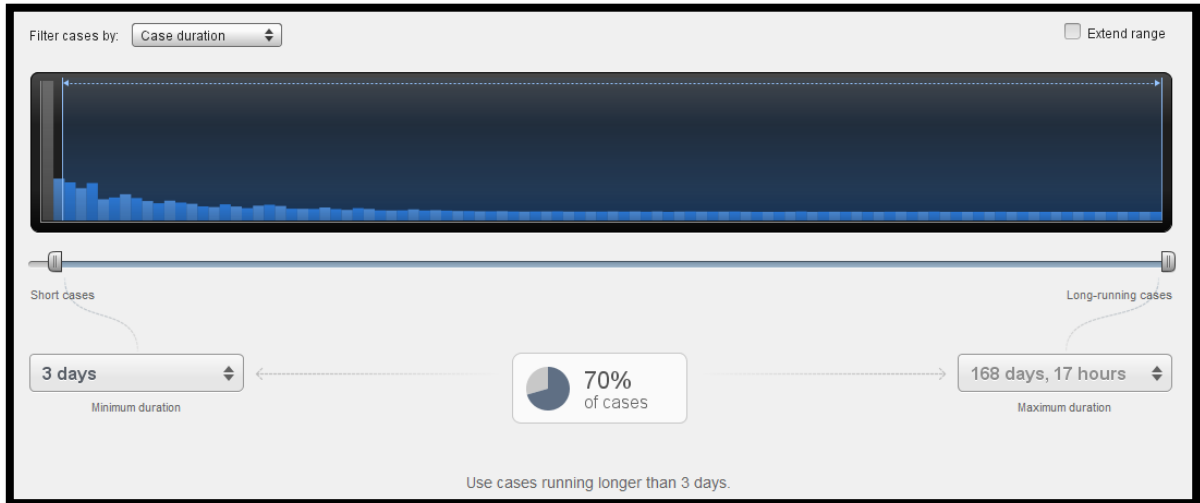 Filter cases by: Case duration
Extend range
Short cases
Long-running cases
3 days
70%
of cases
168 days, 17 hours
Minimum duration
Maximum duration
Use cases running longer than 3 days.